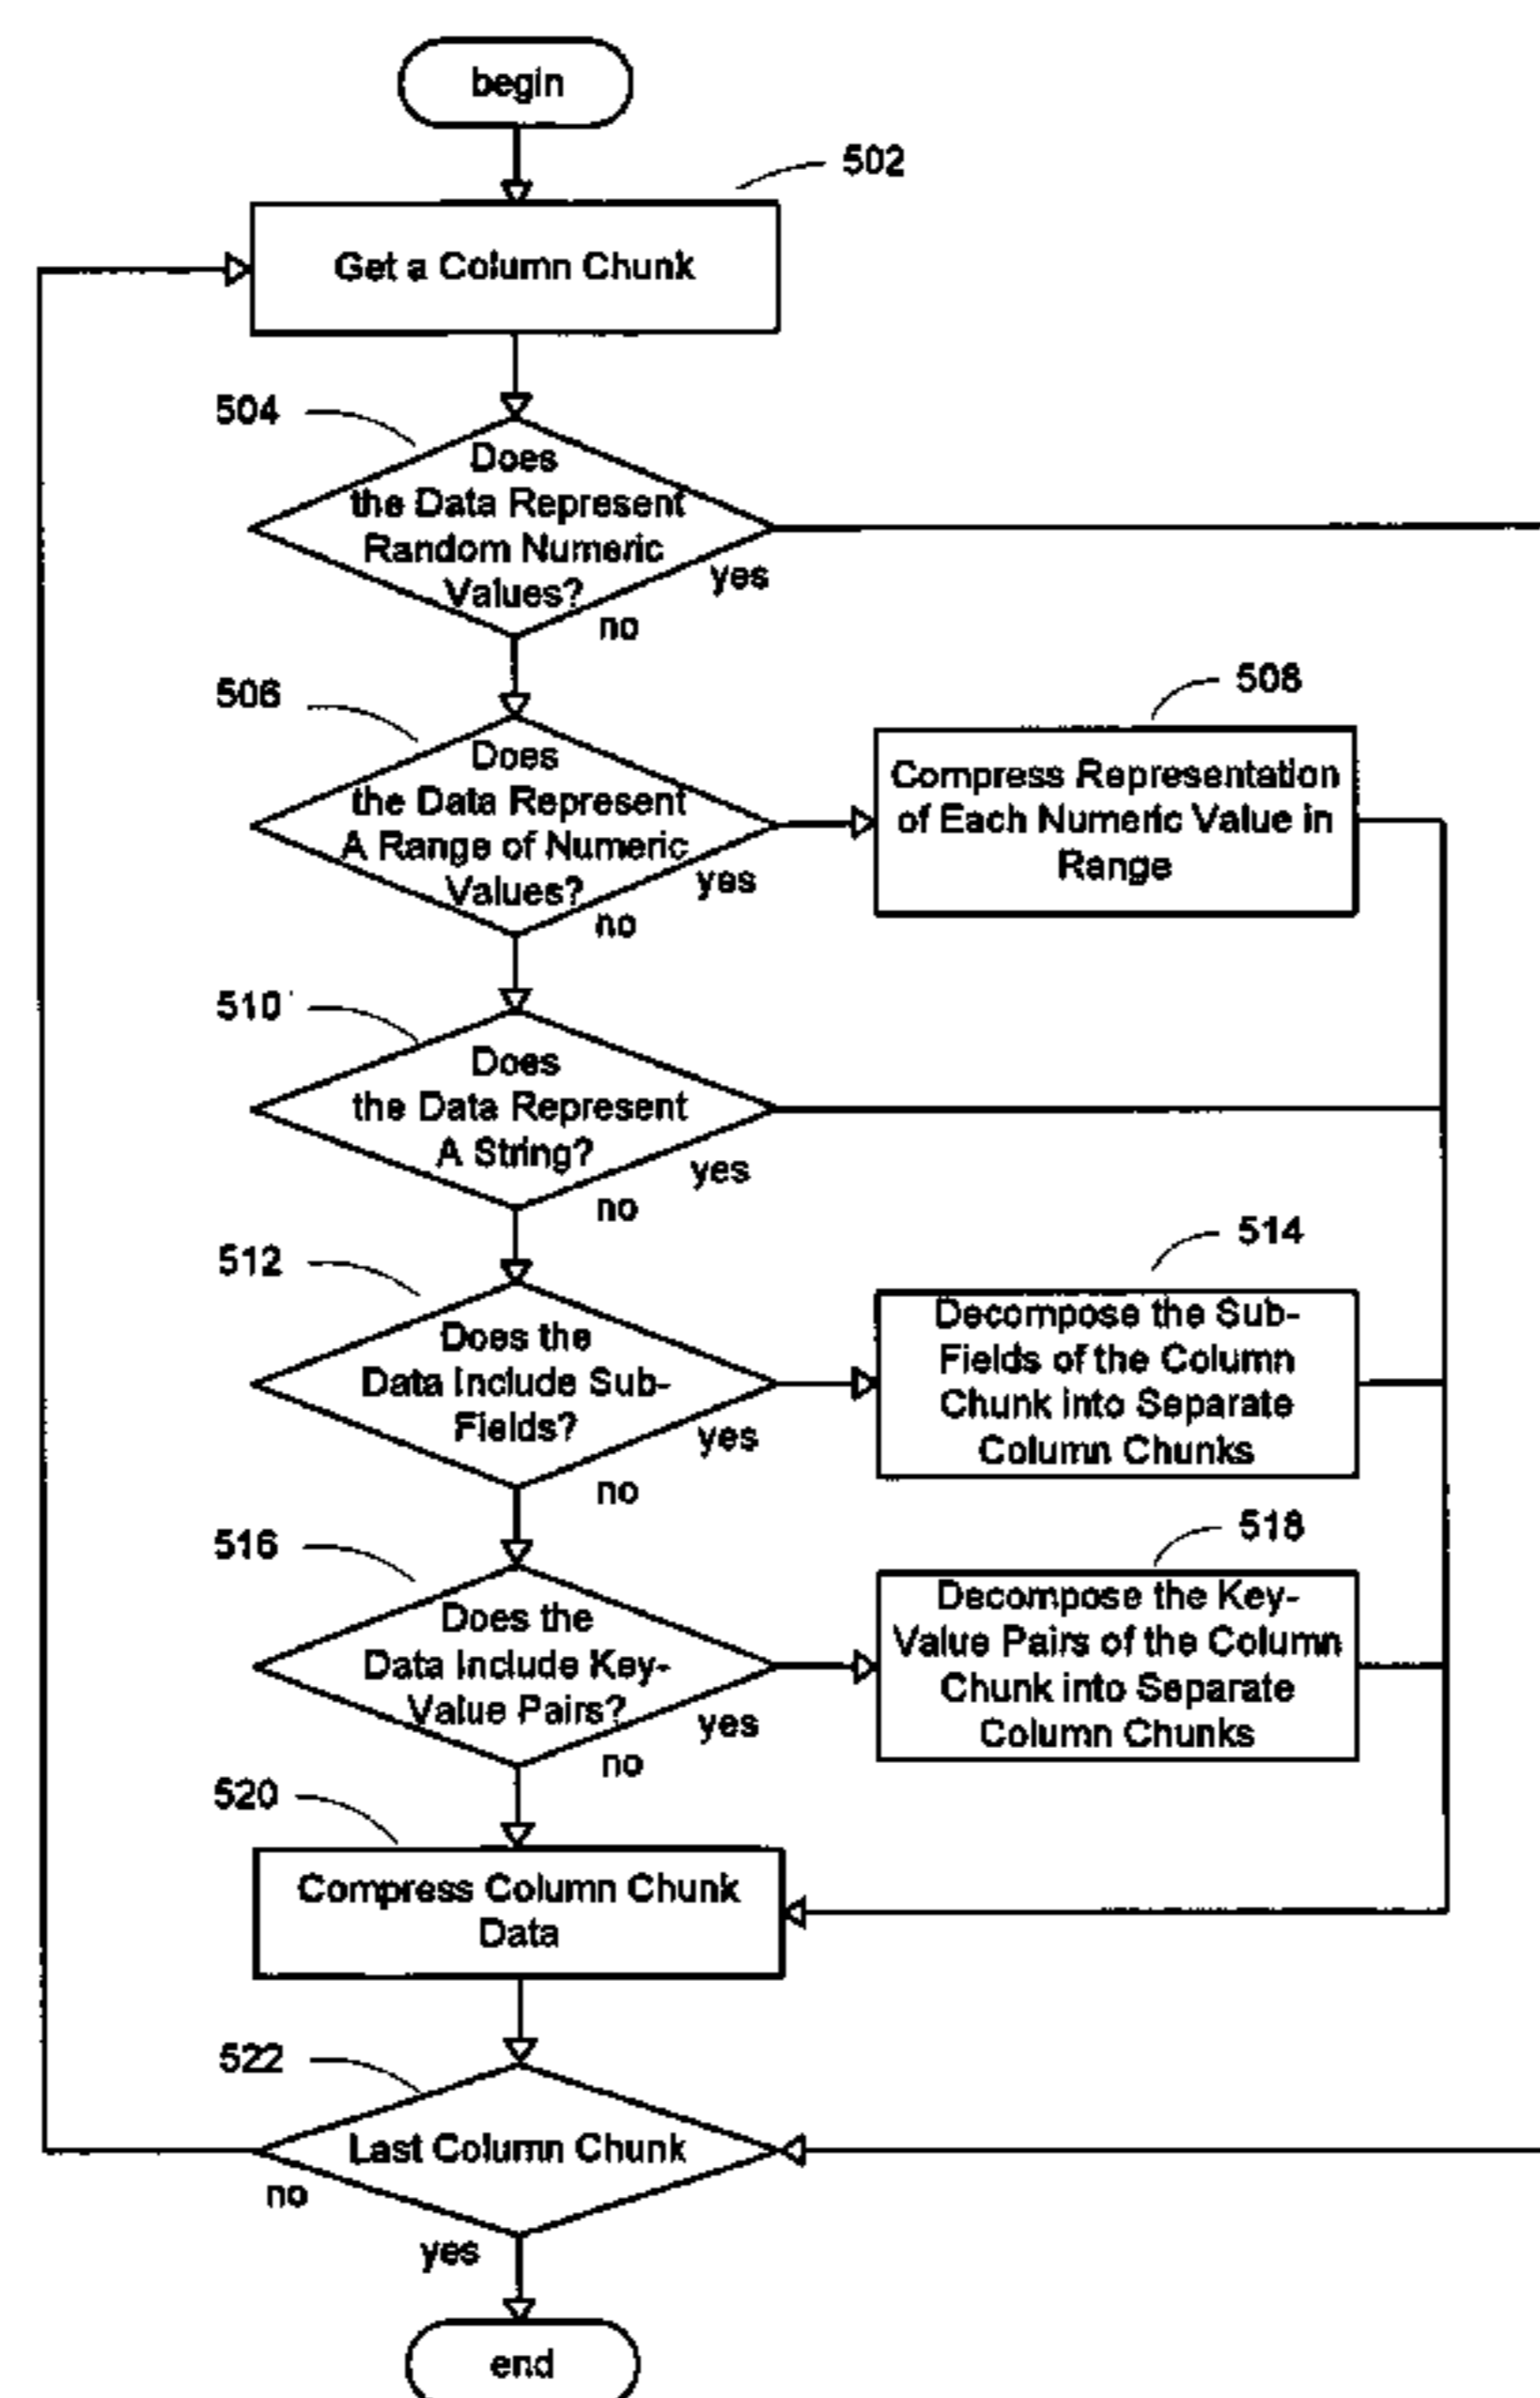 begin
502
Get a Column Chunk
504
Does
the Data Represent
Random Numeric
Values?
yes
no
506
Does
the Data Represent
A Range of Numeric
Values?
yes
no
508
Compress Representation
of Each Numeric Value in
Range
510
Does
the Data Represent
A String?
yes
no
512
Does the
Data Include Sub-
Fields?
yes
no
514
Decompose the Sub-
Fields of the Column
Chunk into Separate
Column Chunks
516
Does the
Data Include Key-
Value Pairs?
yes
no
518
Decompose the Key-
Value Pairs of the Column
Chunk into Separate
Column Chunks
520
Compress Column Chunk
Data
522
Last Column Chunk
no
yes
end